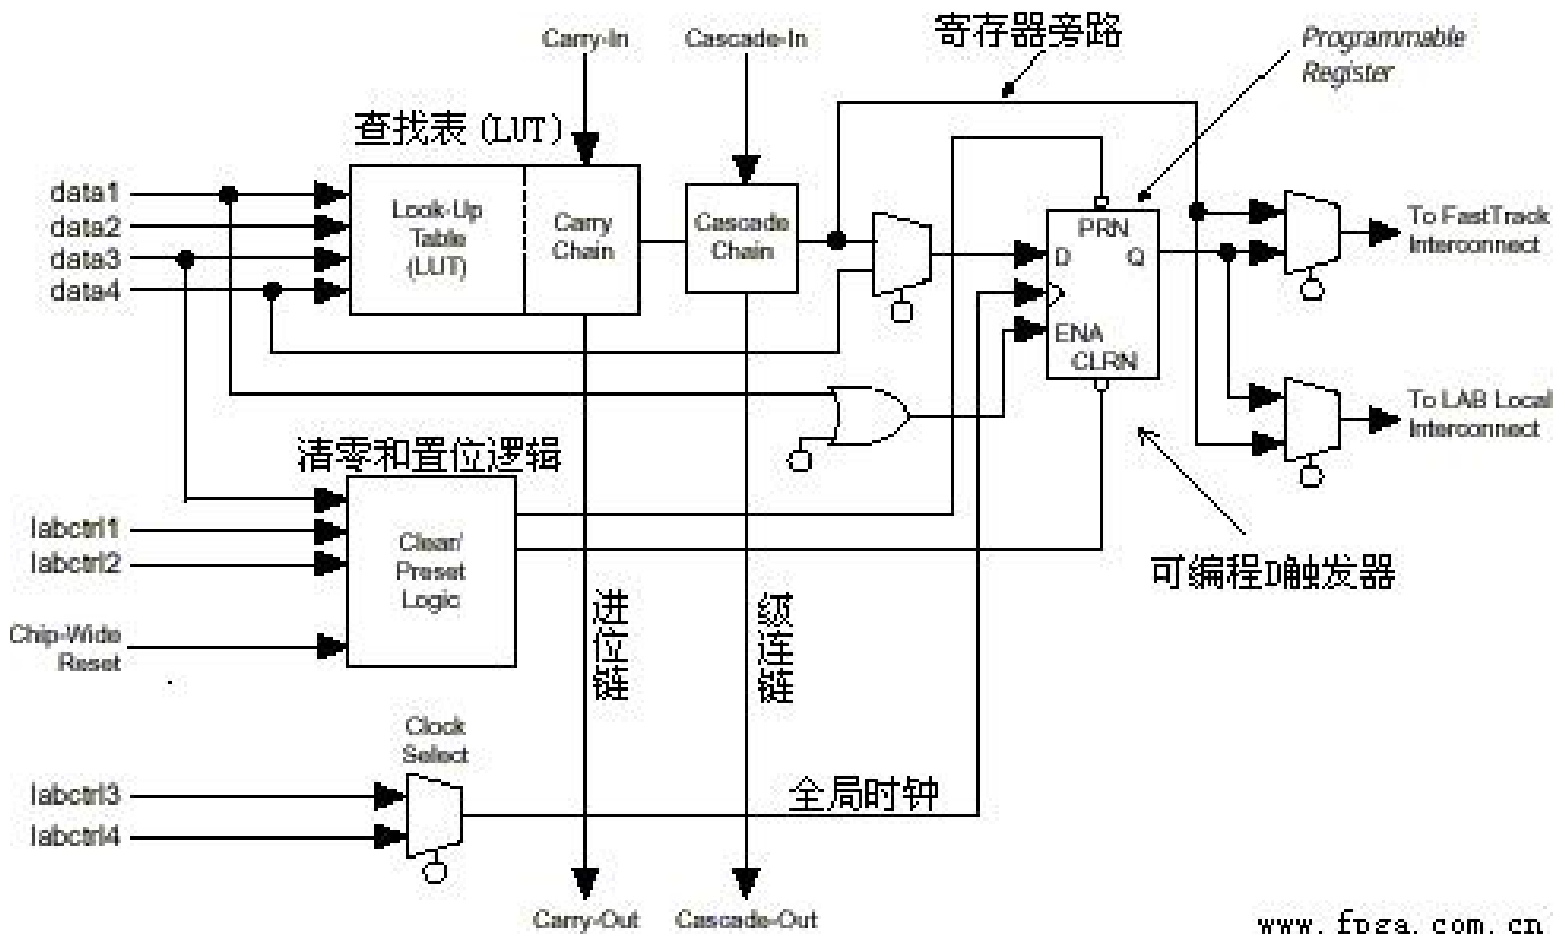 Carry-In
Cascade-In
寄存器旁路
Programmable
Register
查找表(LUT)
data1
data2
data3
data4
Look-Up
Table
(LUT)
Carry
Chain
Cascade
Chain
PRN
D
Q
ENA
CLRN
To FastTrack
Interconnect
To LAB Local
Interconnect
清零和置位逻辑
labctrl1
labctrl2
Chip-Wide
Reset
Clear/
Preset
Logic
进位链
级连链
可编程D触发器
Clock
Select
labctrl3
labctrl4
全局时钟
Carry-Out
Cascade-Out
www.fpga.com.cn